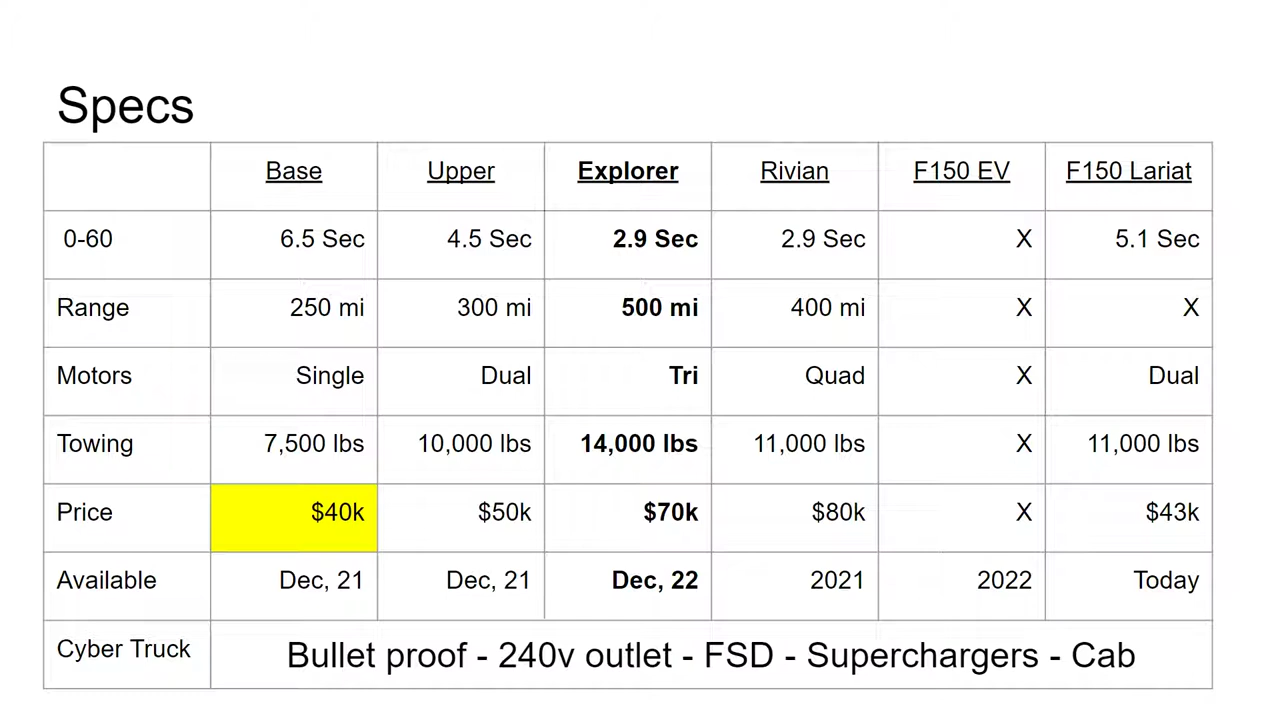 Specs
Base Upper Explorer Rivian F150 EV F150 Lariat
0-60 6.5 Sec 4.5 Sec 2.9 Sec 2.9 Sec X 5.1 Sec
Range 250 mi 300 mi 500 mi 400 mi X X
Motors Single Dual Tri Quad X Dual
Towing 7,500 lbs 10,000 lbs 14,000 lbs 11,000 lbs X 11,000 lbs
Price $40k $50k $70k $80k X $43k
Available Dec, 21 Dec, 21 Dec, 22 2021 2022 Today
Cyber Truck Bullet proof - 240v outlet - FSD - Superchargers - Cab